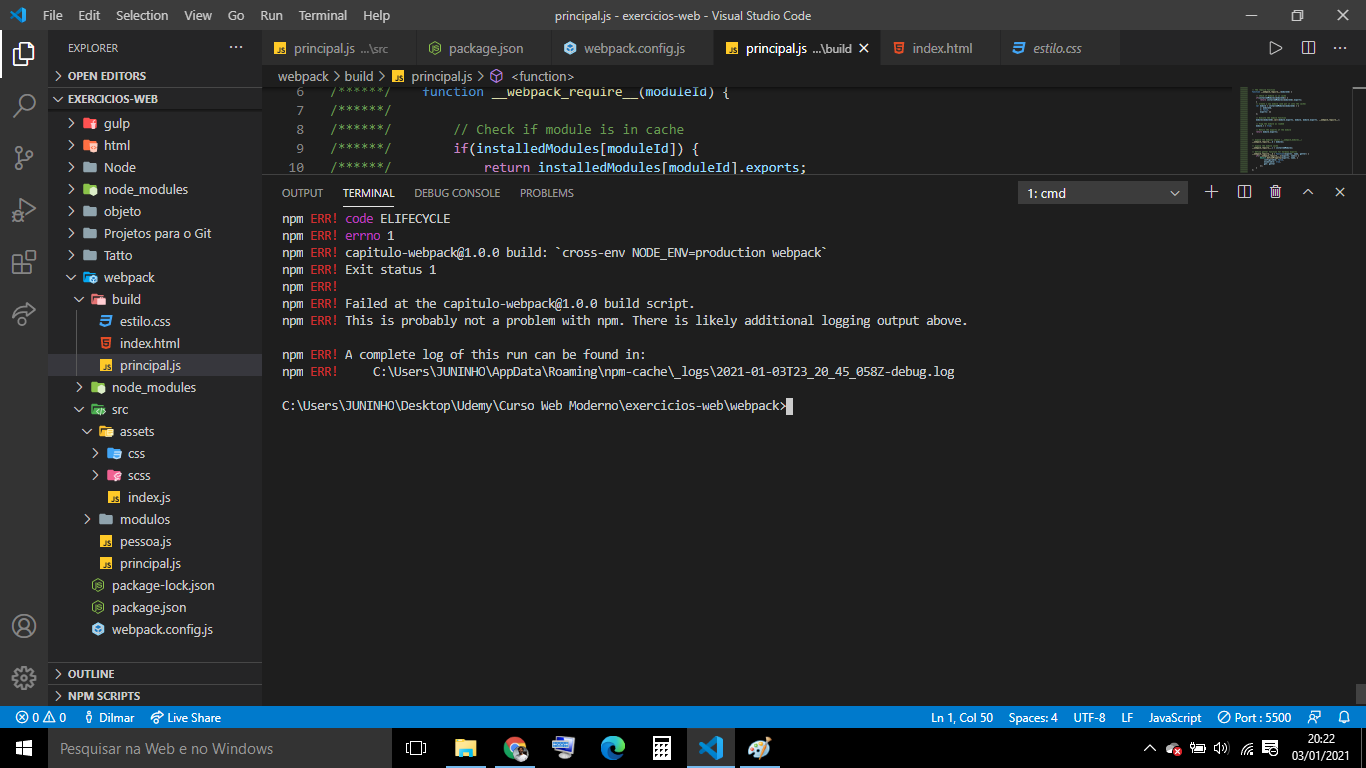 File Edit Selection View Go Run Terminal Help
principal.js - exercicios-web - Visual Studio Code
EXPLORER
OPEN EDITORS
EXERCICIOS-WEB
gulp
html
Node
node_modules
objeto
Projetos para o Git
Tatto
webpack
build
estilo.css
index.html
principal.js
node_modules
src
assets
css
scss
index.js
modulos
pessoa.js
principal.js
package-lock.json
package.json
webpack.config.js
OUTLINE
NPM SCRIPTS
principal.js ...\src package.json webpack.config.js principal.js ...\build index.html estilo.css
webpack > build > principal.js > <function>
6 /******/ function __webpack_require__(moduleId) {
7 /******/
8 /******/ // Check if module is in cache
9 /******/ if(installedModules[moduleId]) {
10 /******/ return installedModules[moduleId].exports;
OUTPUT TERMINAL DEBUG CONSOLE PROBLEMS 1: cmd
npm ERR! code ELIFECYCLE
npm ERR! errno 1
npm ERR! capitulo-webpack@1.0.0 build: `cross-env NODE_ENV=production webpack`
npm ERR! Exit status 1
npm ERR!
npm ERR! Failed at the capitulo-webpack@1.0.0 build script.
npm ERR! This is probably not a problem with npm. There is likely additional logging output above.
npm ERR! A complete log of this run can be found in:
npm ERR! C:\Users\JUNINHO\AppData\Roaming\npm-cache\_logs\2021-01-03T23_20_45_058Z-debug.log
C:\Users\JUNINHO\Desktop\Udemy\Curso Web Moderno\exercicios-web\webpack>
0 0 Dilmar Live Share Ln 1, Col 50 Spaces: 4 UTF-8 LF JavaScript Port : 5500
Pesquisar na Web e no Windows
20:22
03/01/2021